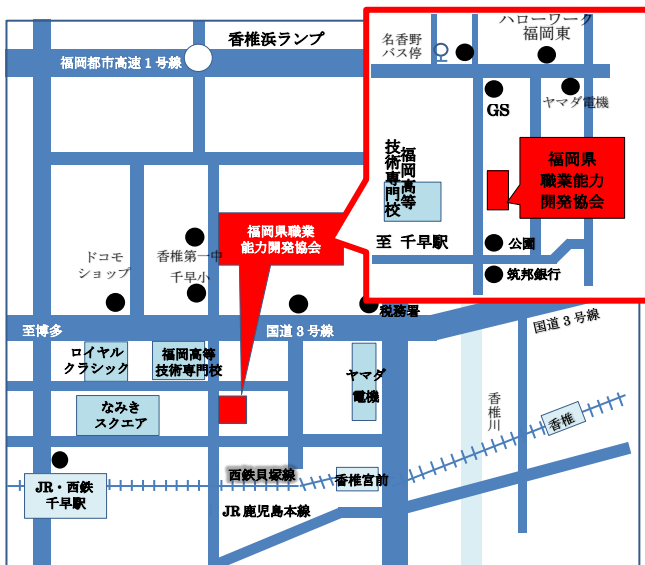 香椎浜ランプ
福岡都市高速1号線
ハローワーク
福岡東
名香野
バス停
GS
ヤマダ電機
福岡高等
技術専門校
福岡県
職業能力
開発協会
至 千早駅
公園
筑邦銀行
福岡県職業
能力開発協会
ドコモ
ショップ
香椎第一中
千早小
税務署
至博多
国道3号線
国道3号線
ロイヤル
クラシック
福岡高等
技術専門校
ヤマダ
電機
なみき
スクエア
香椎川
香椎
西鉄貝塚線
香椎宮前
JR・西鉄
千早駅
JR鹿児島本線